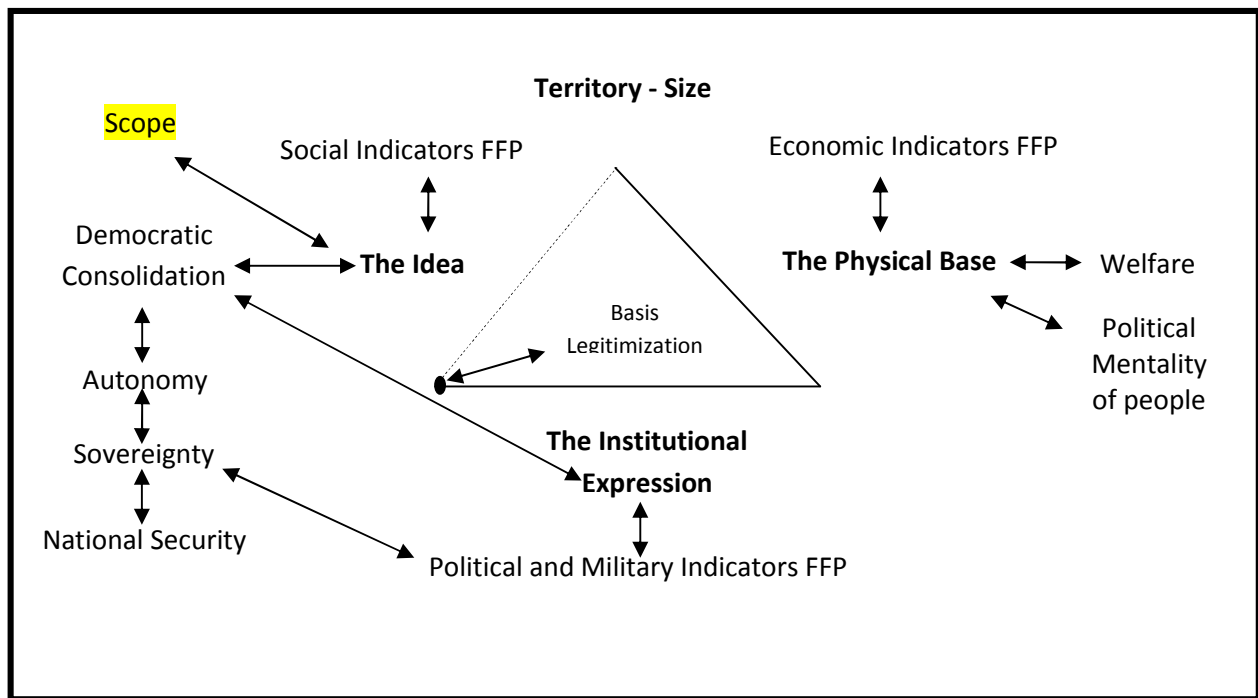 Territory - Size
Scope
Social Indicators FFP
Economic Indicators FFP
Democratic
Consolidation
The Idea
The Physical Base
Welfare
Basis
Legitimization
Political
Mentality
of people
Autonomy
The Institutional
Expression
Sovereignty
National Security
Political and Military Indicators FFP